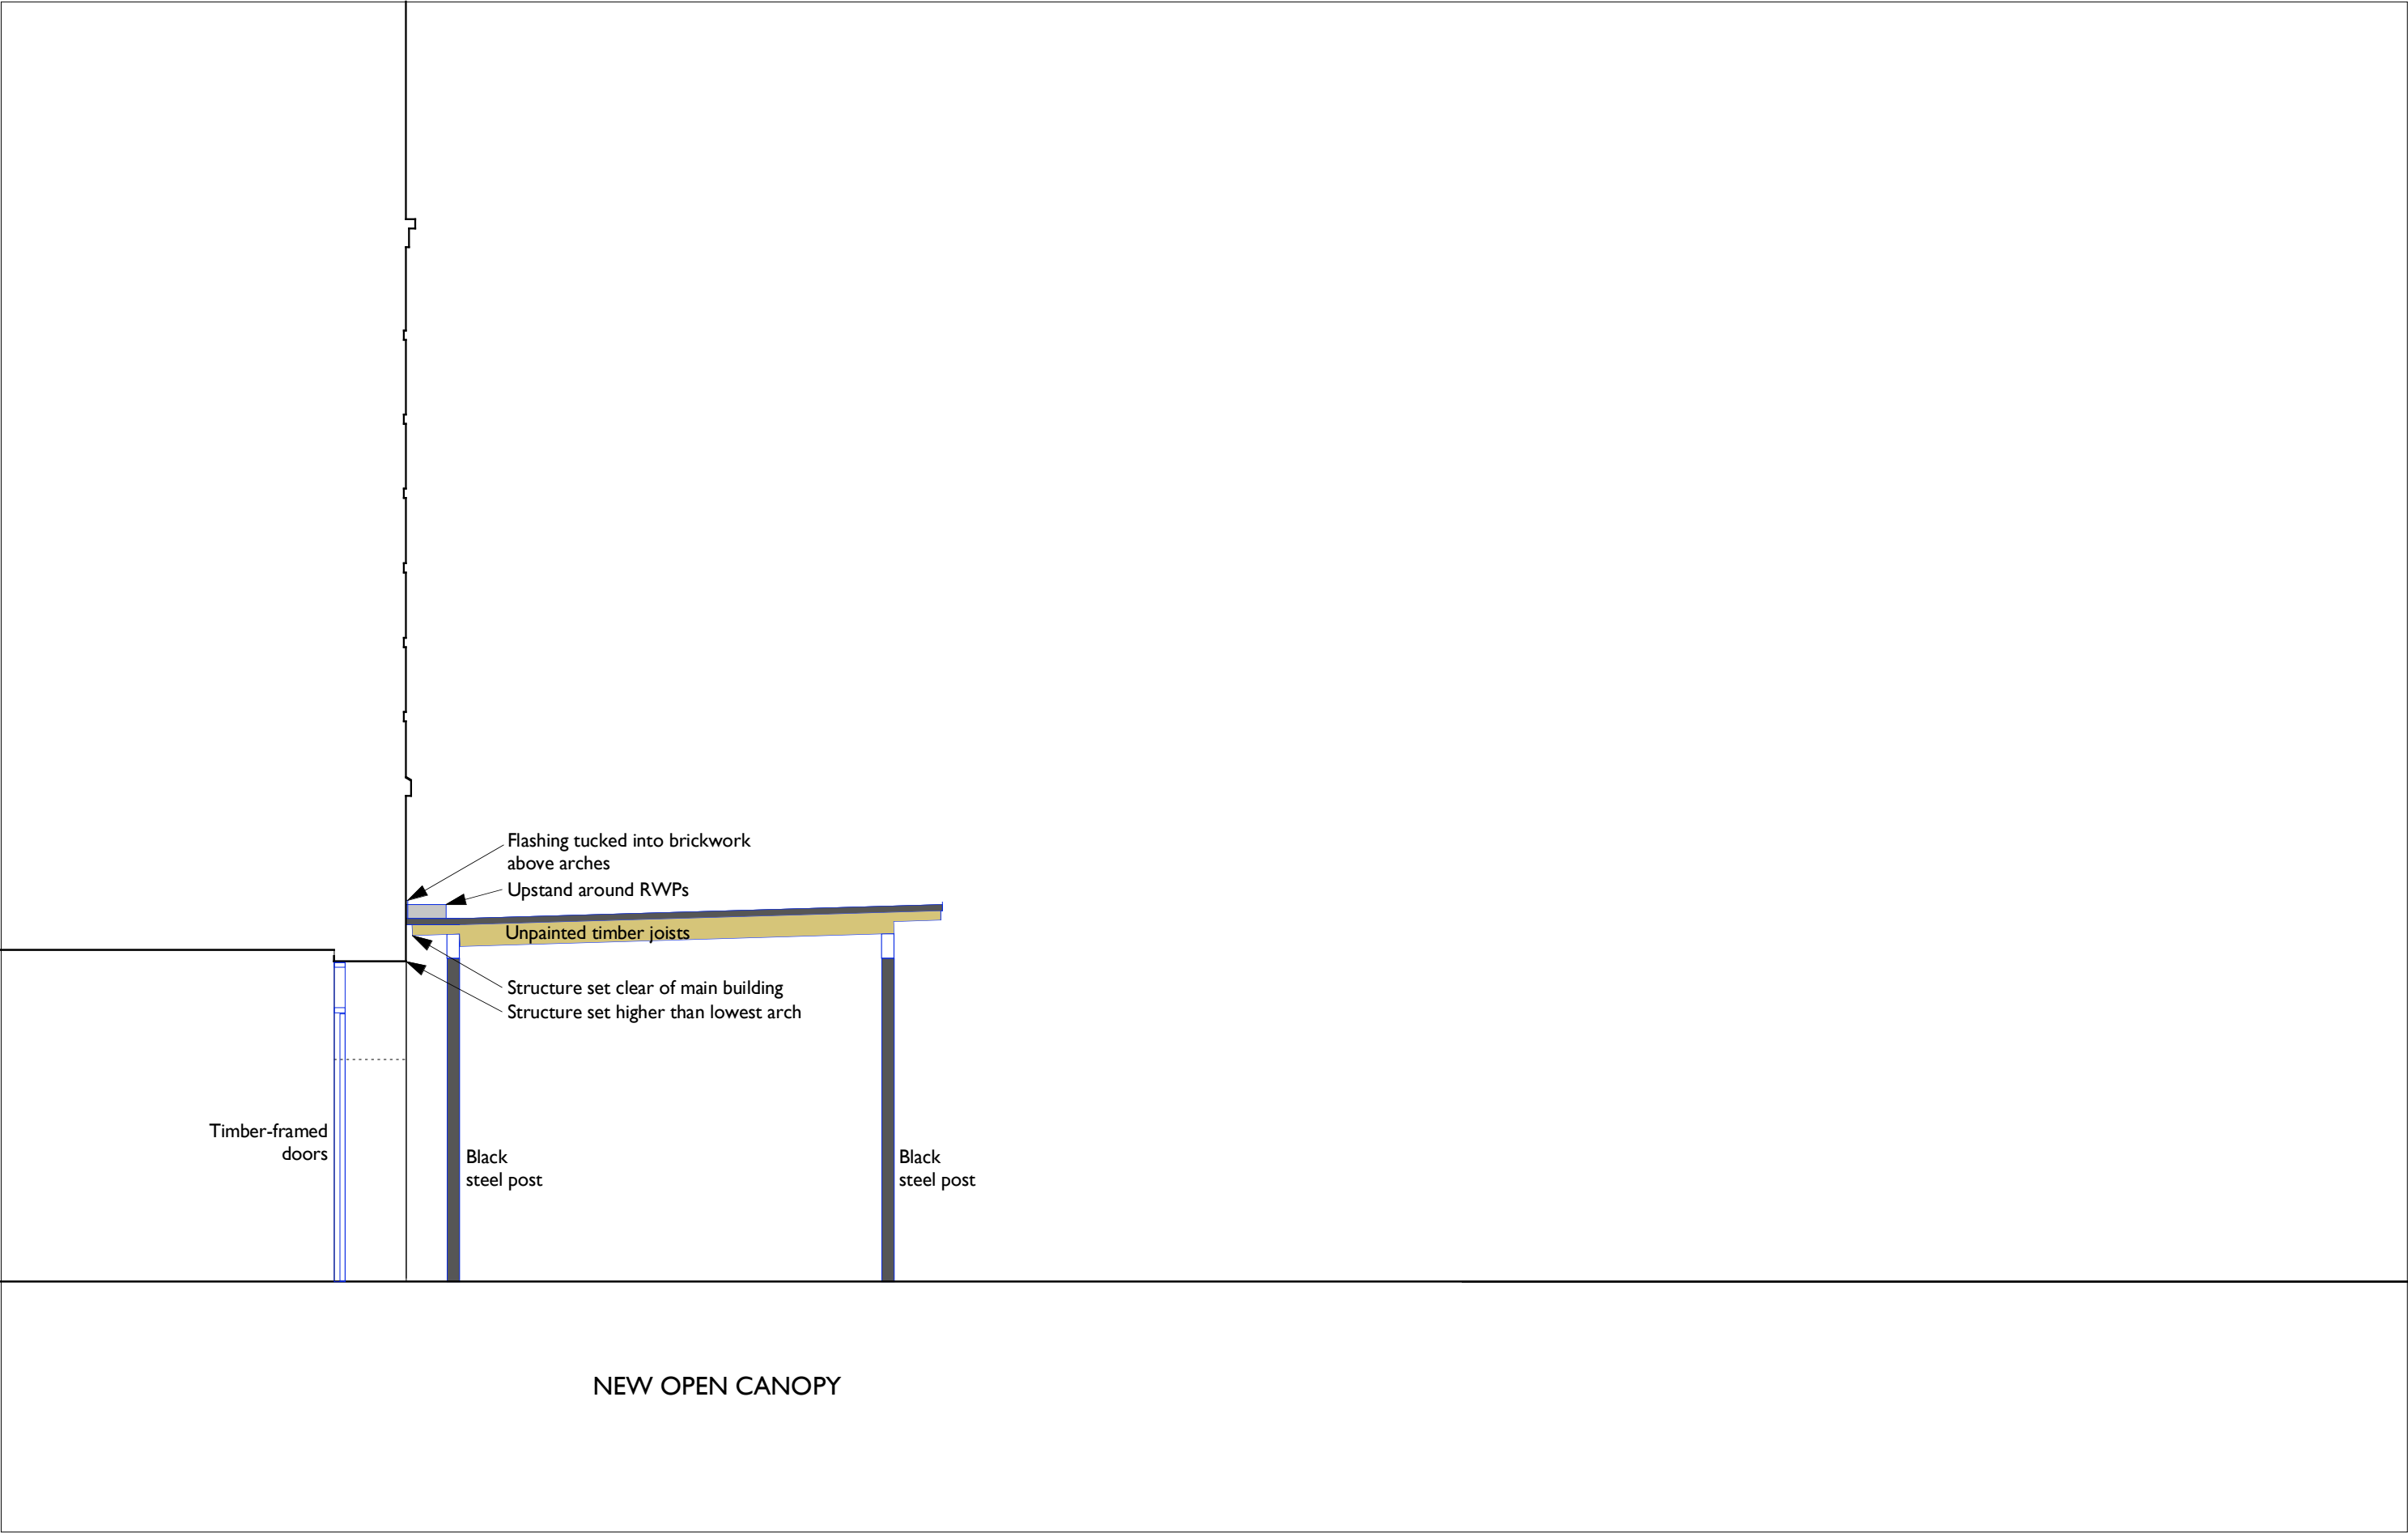 Flashing tucked into brickwork
above arches
Upstand around RWPs
Unpainted timber joists
Structure set clear of main building
Structure set higher than lowest arch
Timber-framed
doors
Black
steel post
Black
steel post
NEW OPEN CANOPY